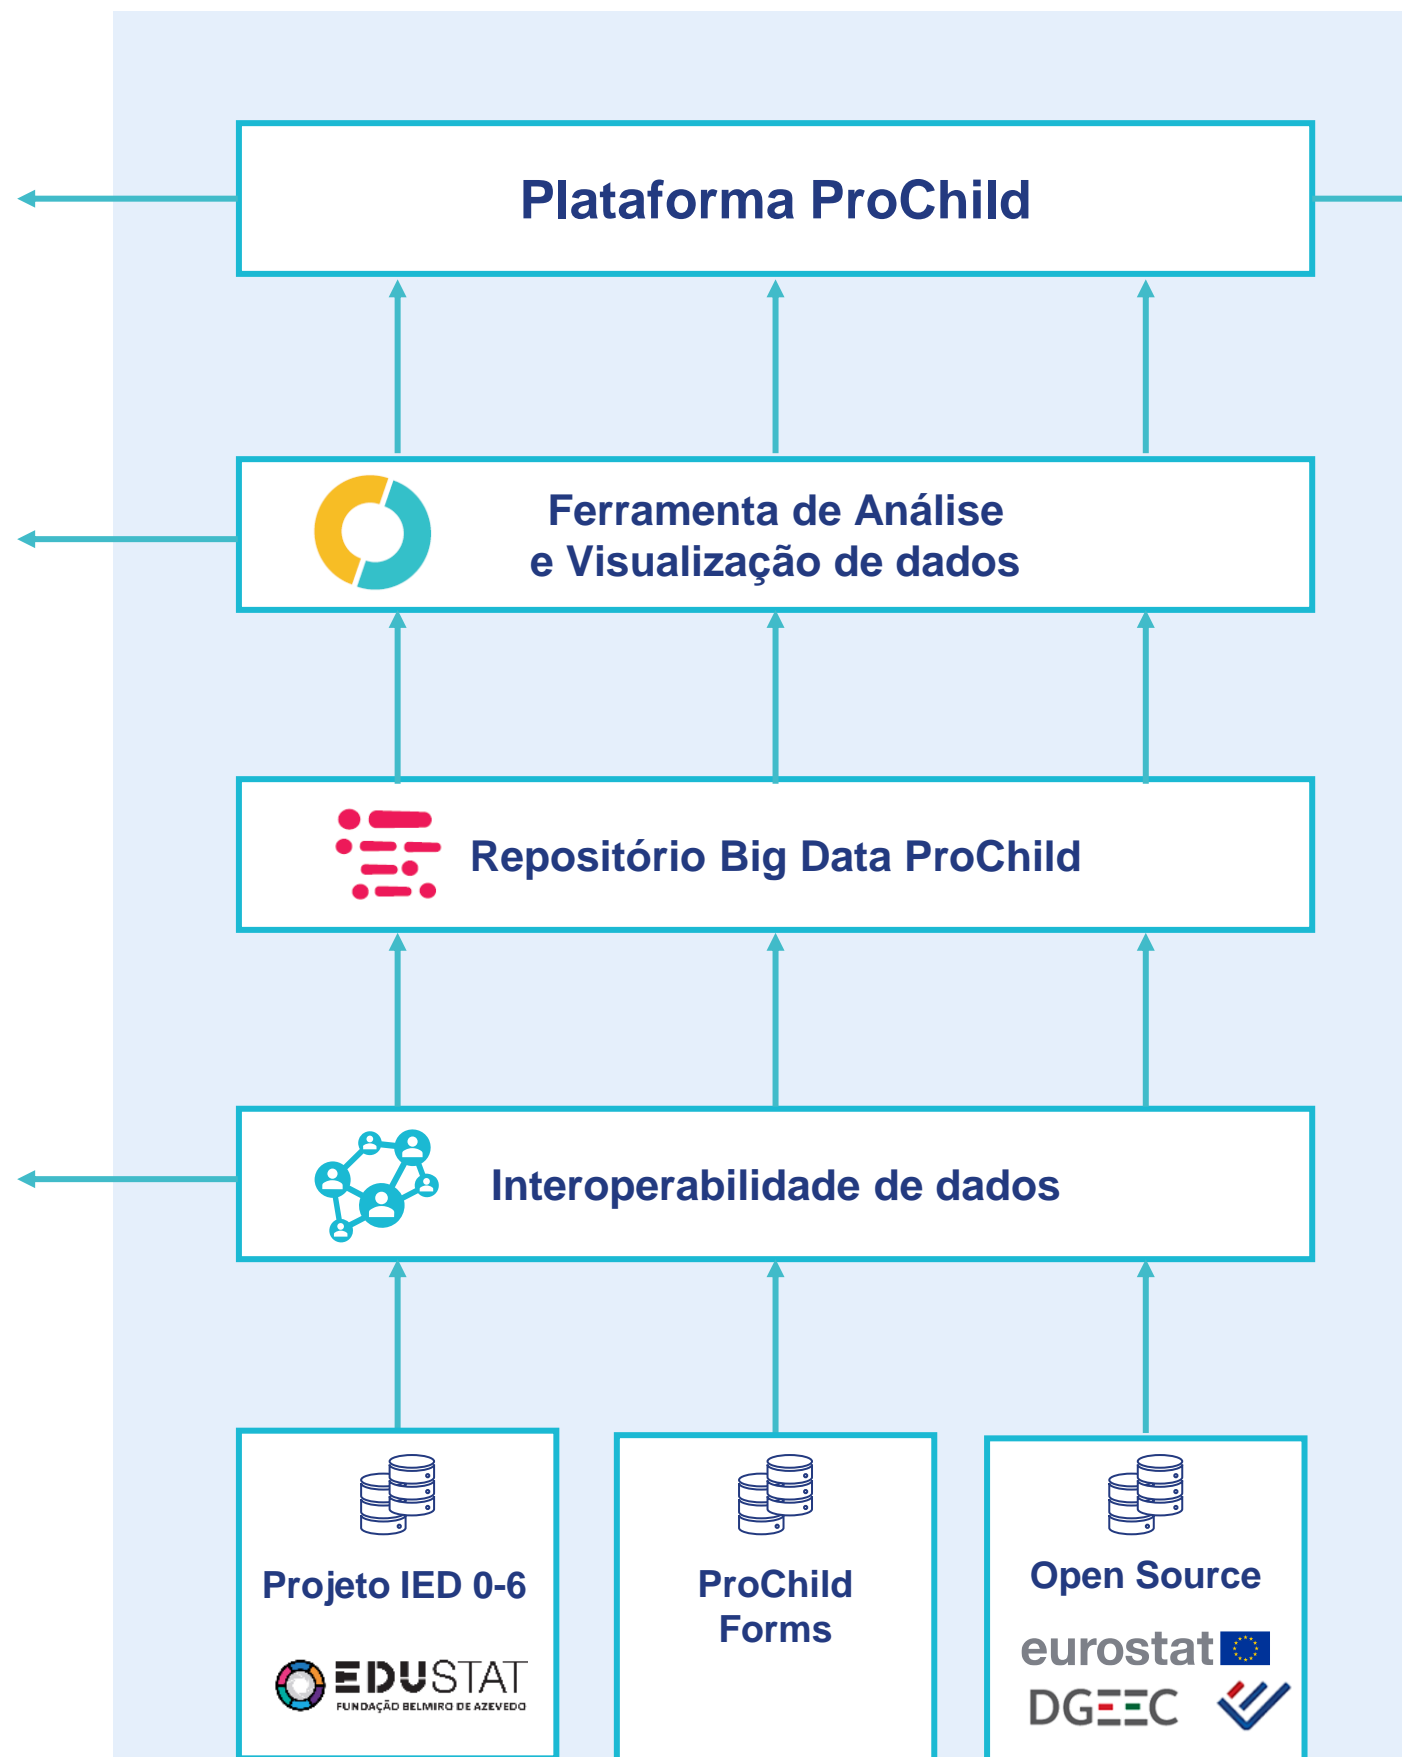 Plataforma ProChild
Ferramenta de Análise
e Visualização de dados
Repositório Big Data ProChild
Interoperabilidade de dados
Projeto IED 0-6
EDUSTAT
FUNDAÇÃO BELMIRO DE AZEVEDO
ProChild
Forms
Open Source
eurostat
DGEEC